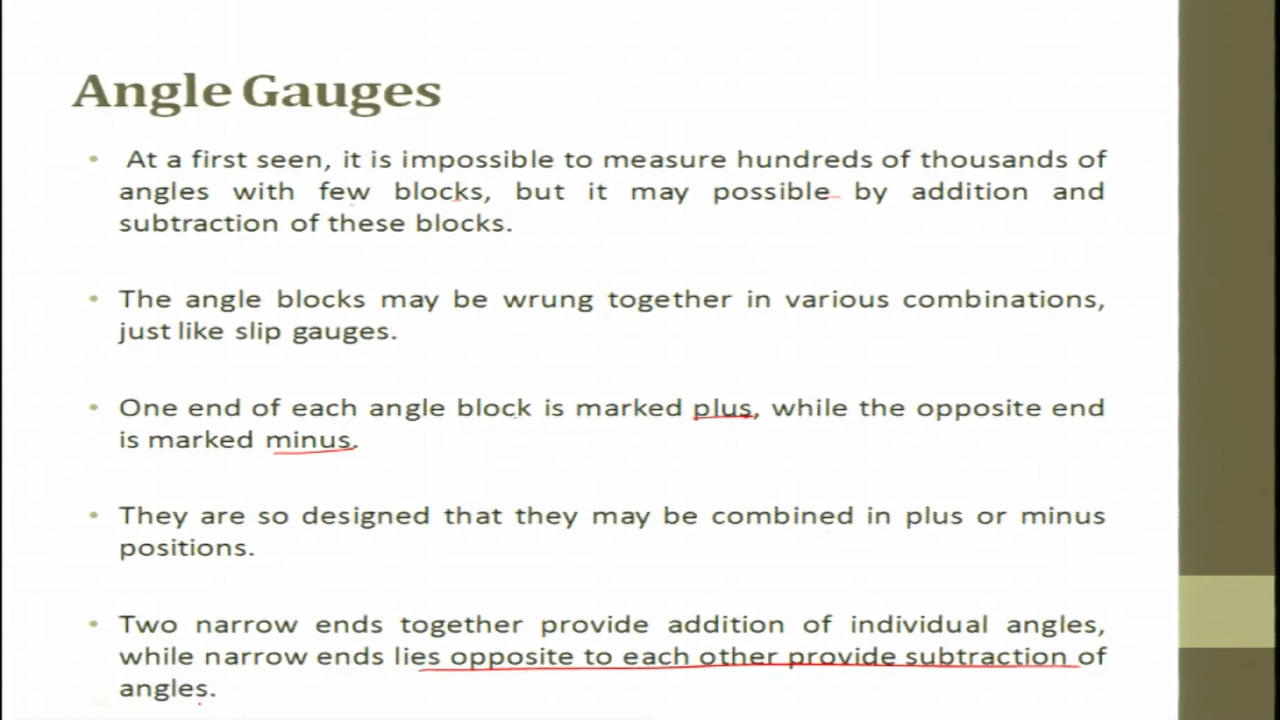 Angle Gauges
• At a first seen, it is impossible to measure hundreds of thousands of
angles with few blocks, but it may possible by addition and
subtraction of these blocks.
• The angle blocks may be wrung together in various combinations,
just like slip gauges.
• One end of each angle block is marked plus, while the opposite end
is marked minus.
• They are so designed that they may be combined in plus or minus
positions.
• Two narrow ends together provide addition of individual angles,
while narrow ends lies opposite to each other provide subtraction of
angles.